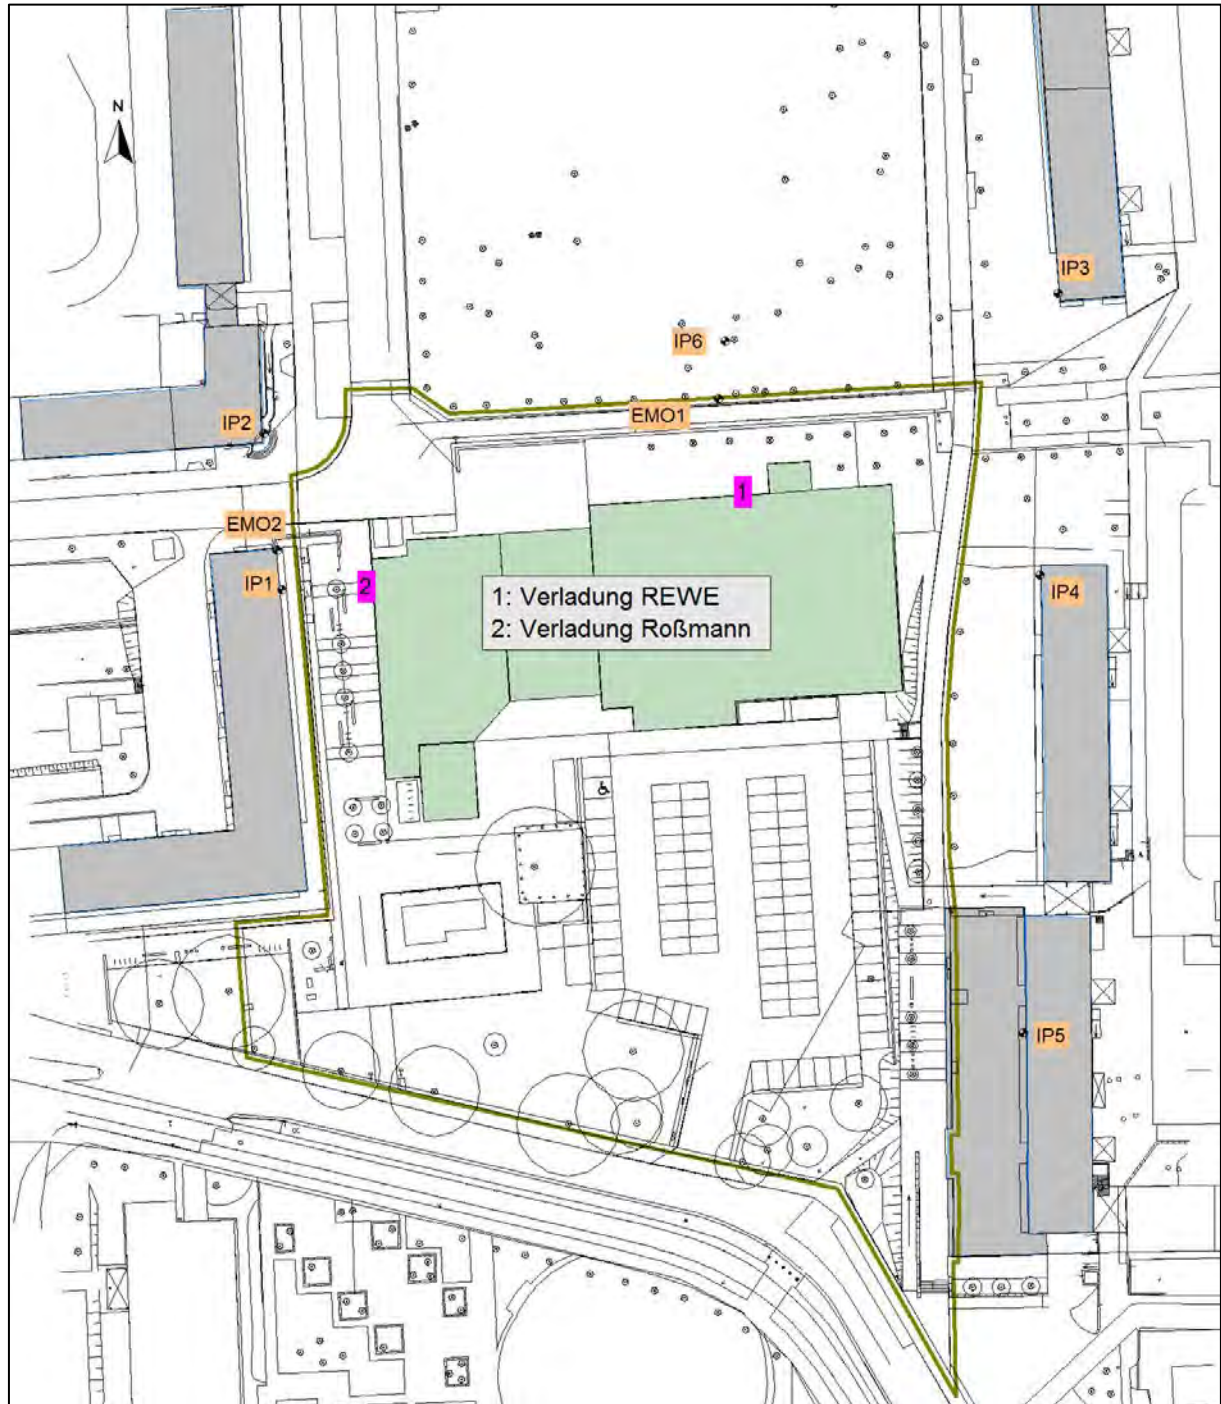 N
IP3
IP6
EMO1
IP2
1
EMO2
IP1
2
IP4
1: Verladung REWE
2: Verladung Roßmann
IP5